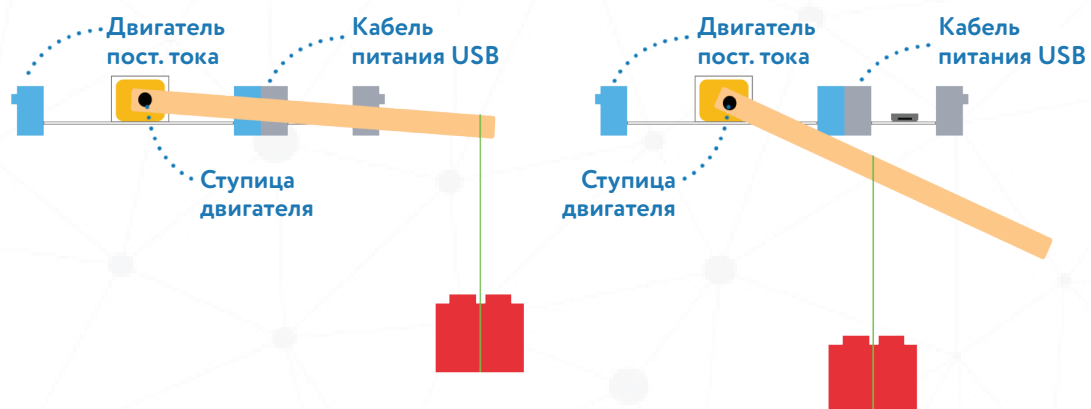 Двигатель
пост. тока
Кабель
питания USB
Ступица
двигателя
Двигатель
пост. тока
Кабель
питания USB
Ступица
двигателя